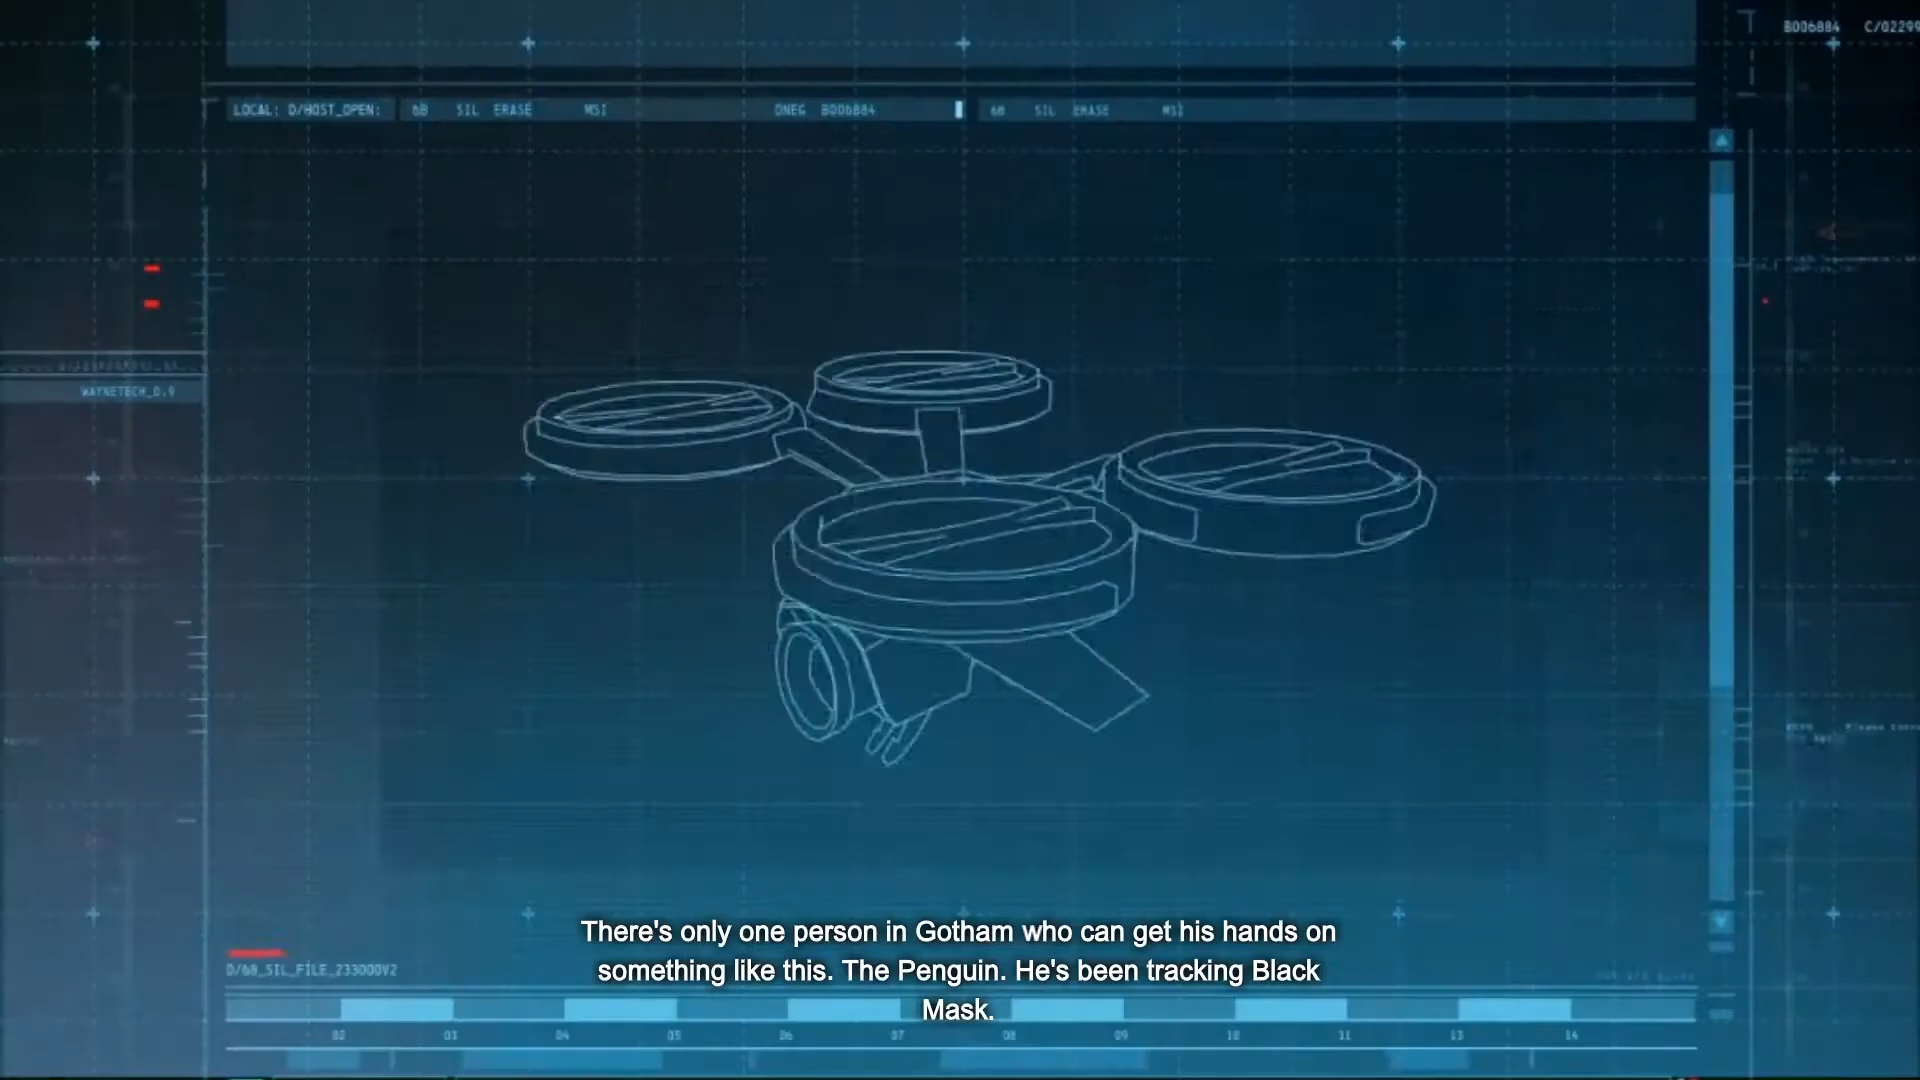 B006884 C/02299
LOCAL: D/HOST_OPEN: 6B SIL ERASE MSI DNEG B006884 6B SIL ERASE MSI
WAYNETECH_0.9
There's only one person in Gotham who can get his hands on
something like this. The Penguin. He's been tracking Black
Mask.
D/6B_SIL_FILE_233000V2
02 03 04 05 06 07 08 09 10 11 13 14